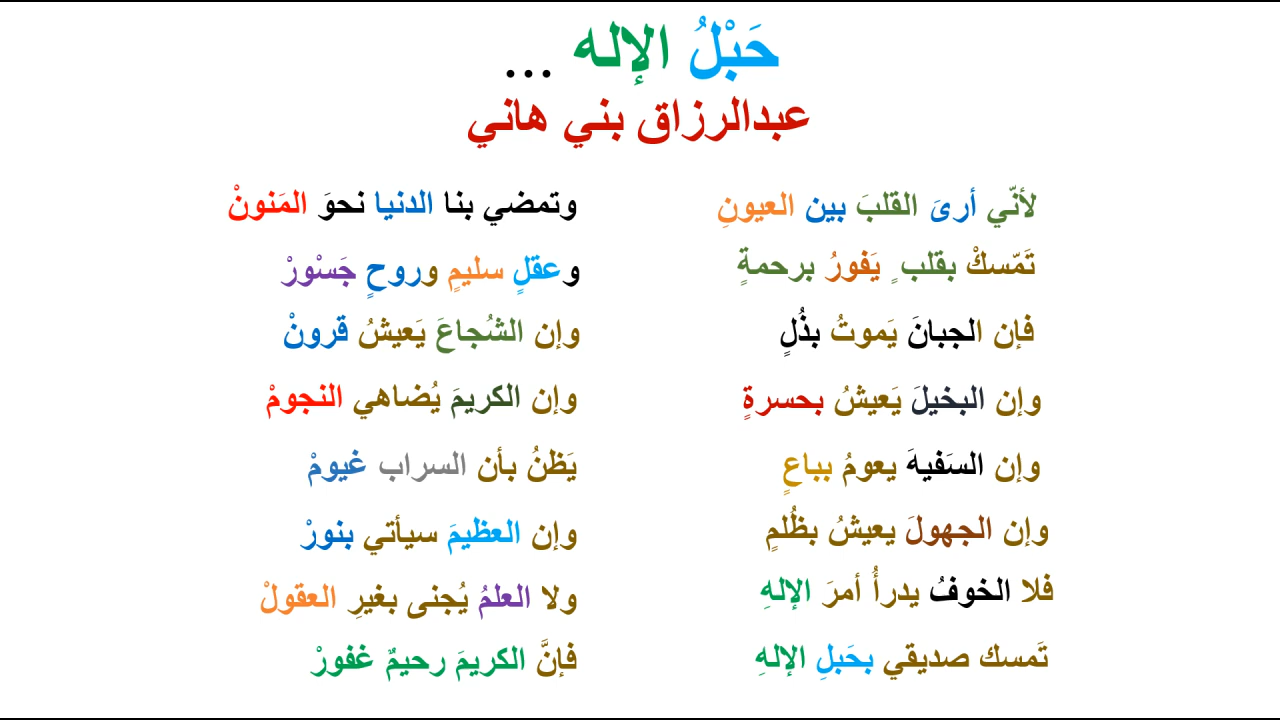 حَبْلُ الإله ...
عبدالرزاق بني هاني
لأنّي أرىَ القلبَ بين العيونِ وتمضي بنا الدنيا نحوَ المَنونْ
تَمّسكْ بقلب ٍ يَفورُ برحمةٍ وعقلٍ سليمٍ وروحٍ جَسْورْ
فإن الجبانَ يَموتُ بذُلٍ وإن الشُجاعَ يَعيشُ قرونْ
وإن البخيلَ يَعيشُ بحسرةٍ وإن الكريمَ يُضاهي النجومْ
وإن السَفيهَ يعومُ بباعٍ يَظنُ بأن السراب غيومْ
وإن الجهولَ يعيشُ بظُلمٍ وإن العظيمَ سيأتي بنورْ
فلا الخوفُ يدرأُ أمرَ الإلهِ ولا العلمُ يُجنى بغيرِ العقولْ
تَمسك صديقي بحَبلِ الإلهِ فإنَّ الكريمَ رحيمٌ غفورْ